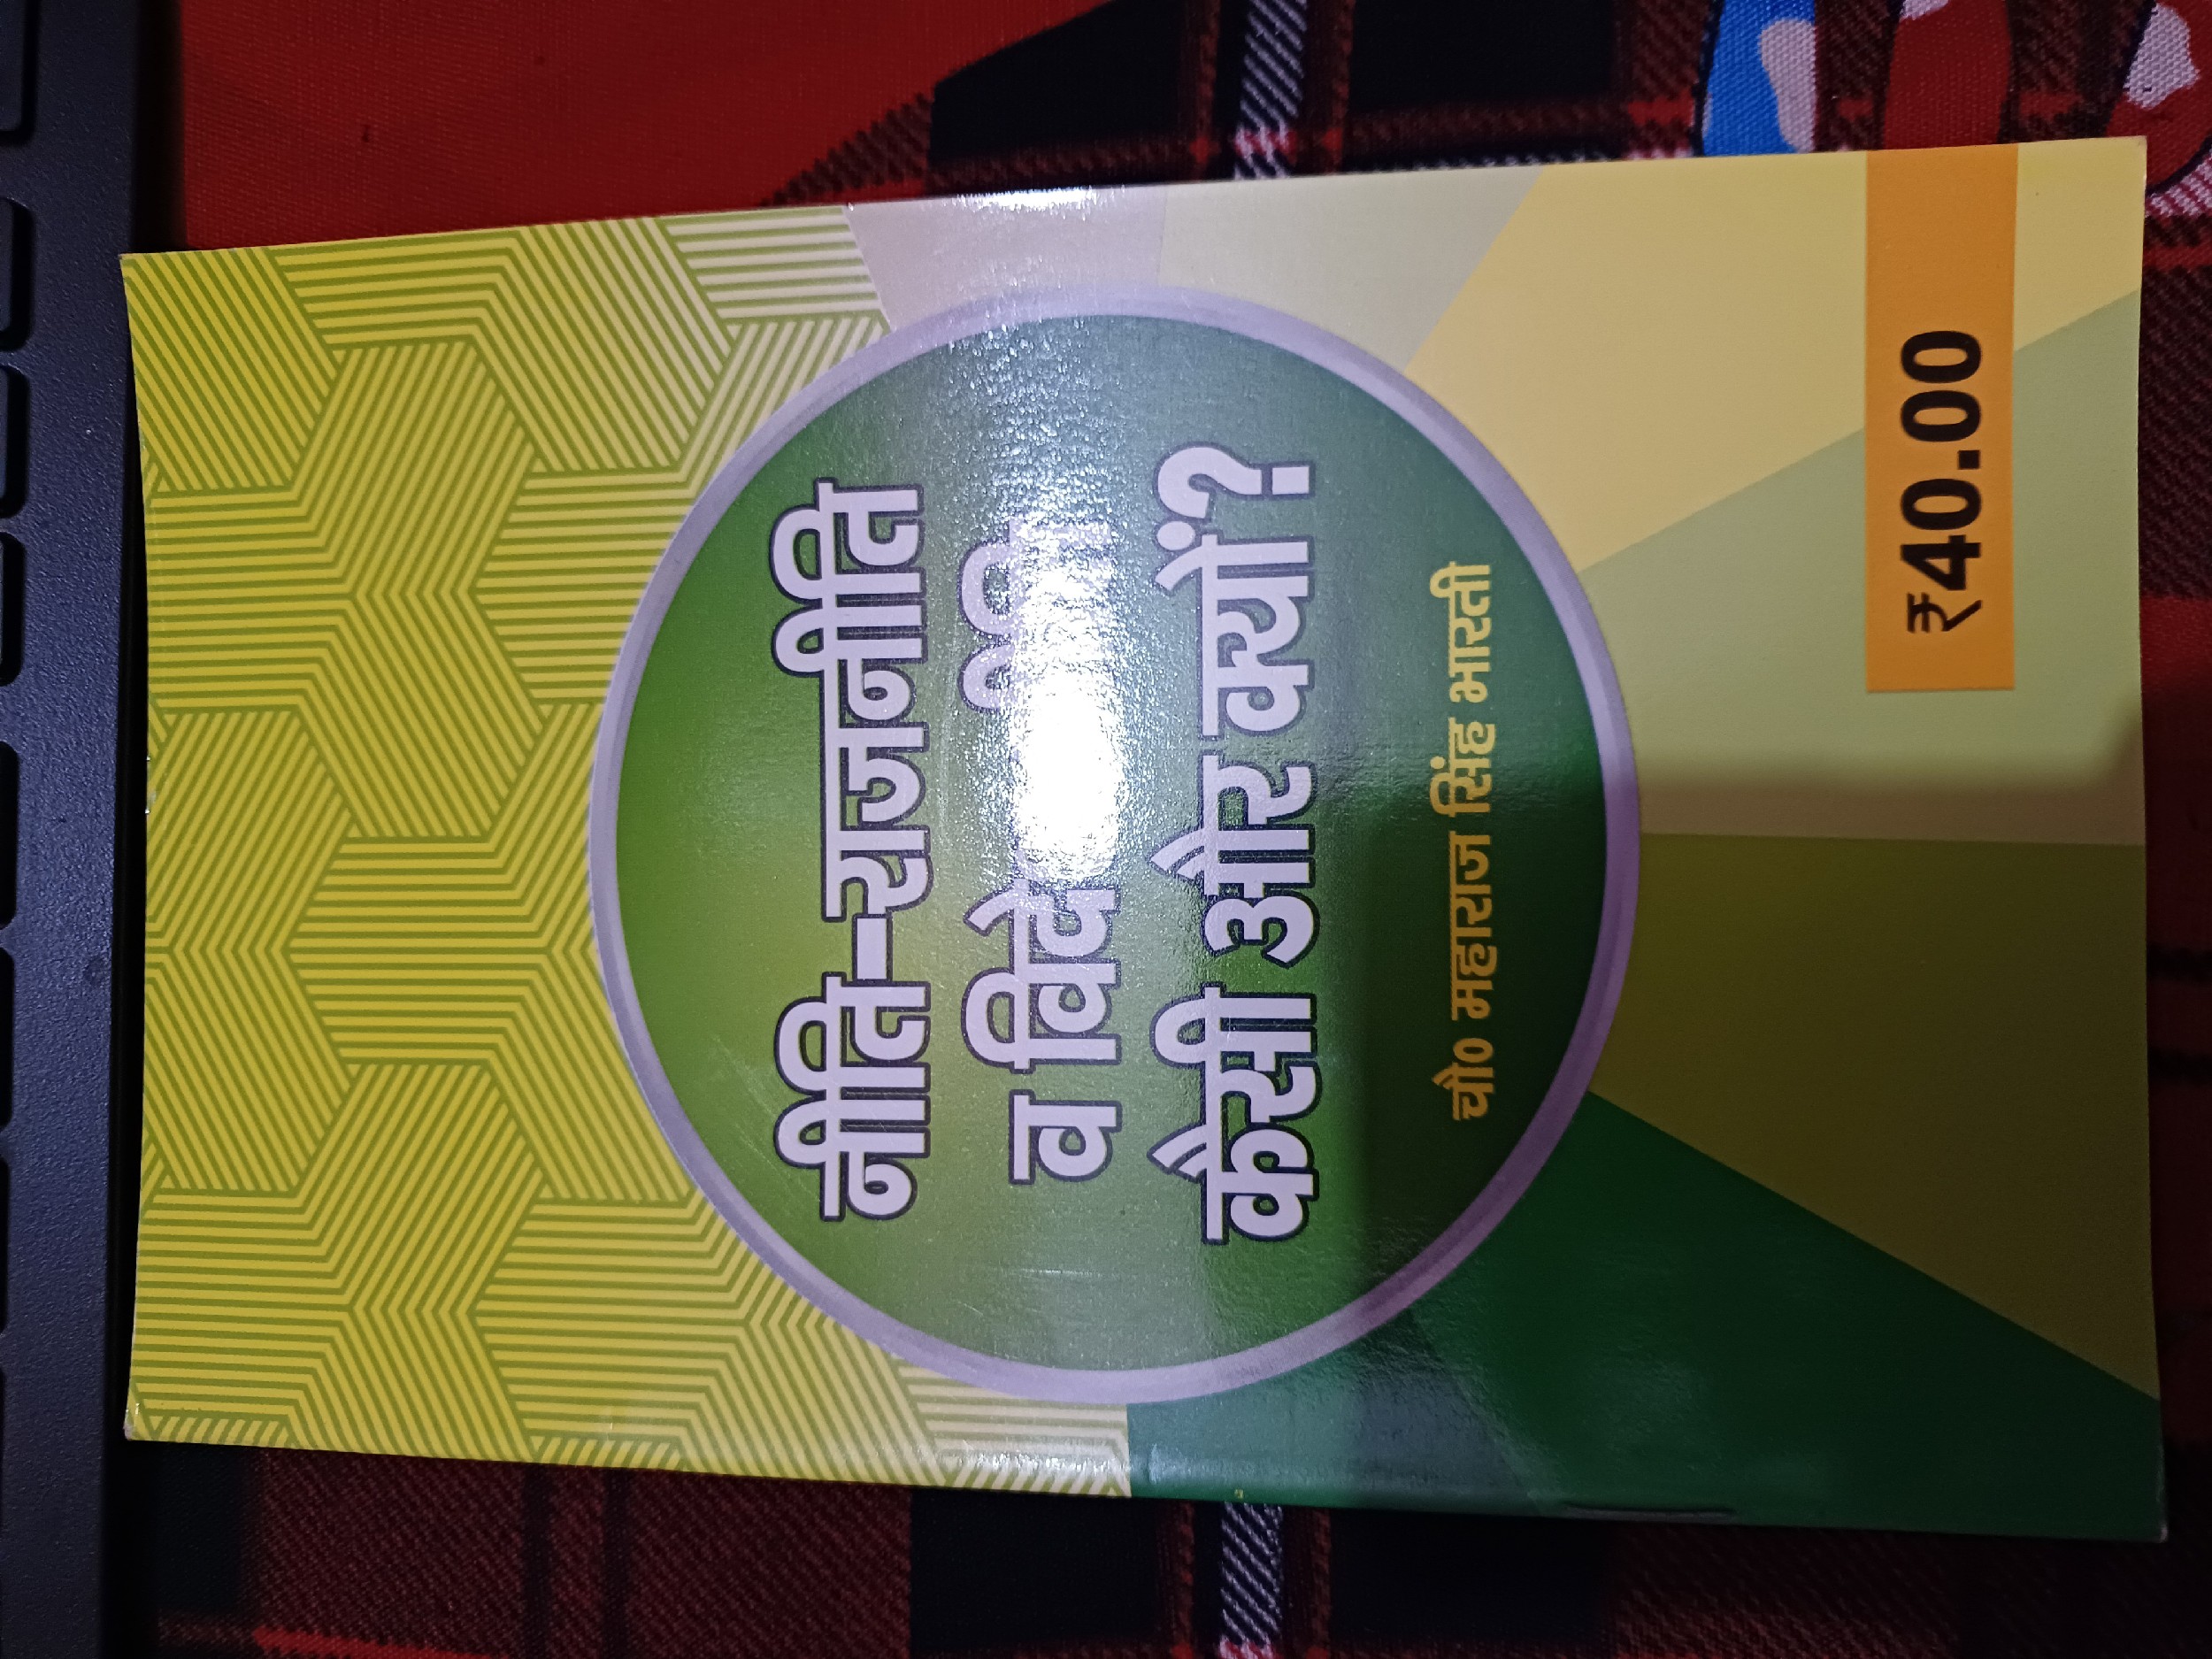 नीति-राजनीति
व
कैसी और क्यों?
चौ० महाराज सिंह भारती
₹40.00